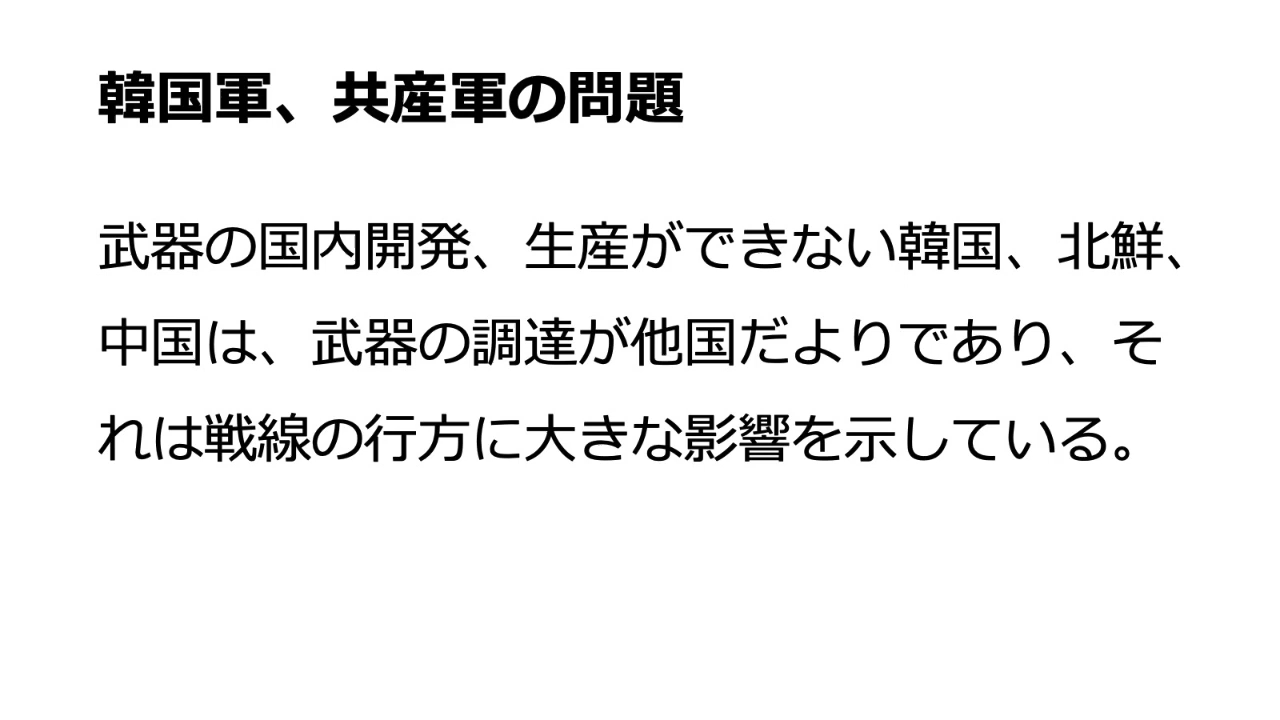 韓国軍、共産軍の問題
武器の国内開発、生産ができない韓国、北鮮、
中国は、武器の調達が他国だよりであり、そ
れは戦線の行方に大きな影響を示している。